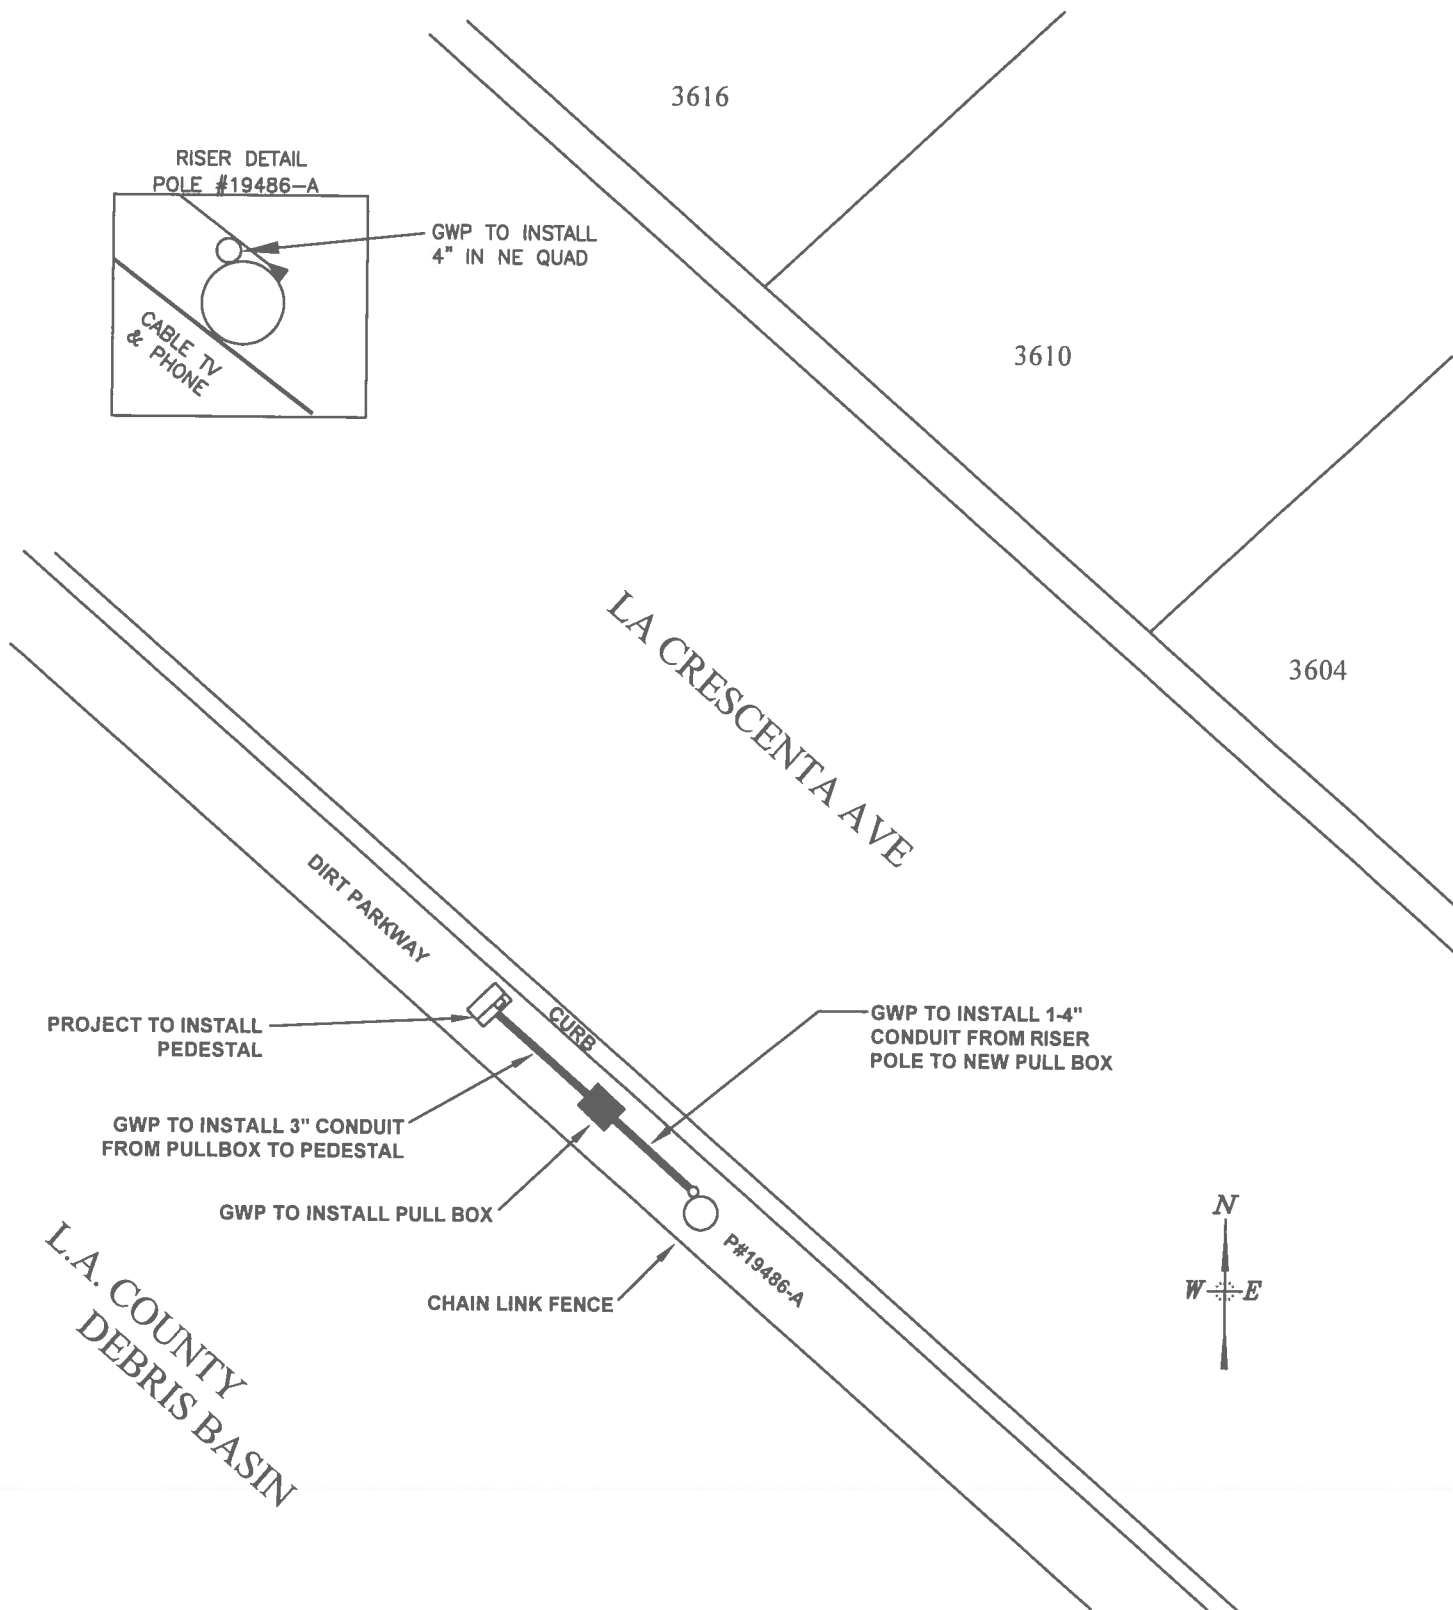 3616
RISER DETAIL
POLE #19486-A
GWP TO INSTALL
4" IN NE QUAD
CABLE TV
& PHONE
3610
3604
LA CRESCENTA AVE
DIRT PARKWAY
CURB
PROJECT TO INSTALL
PEDESTAL
GWP TO INSTALL 1-4"
CONDUIT FROM RISER
POLE TO NEW PULL BOX
GWP TO INSTALL 3" CONDUIT
FROM PULLBOX TO PEDESTAL
GWP TO INSTALL PULL BOX
P#19486-A
CHAIN LINK FENCE
L.A. COUNTY
DEBRIS BASIN
N
W E